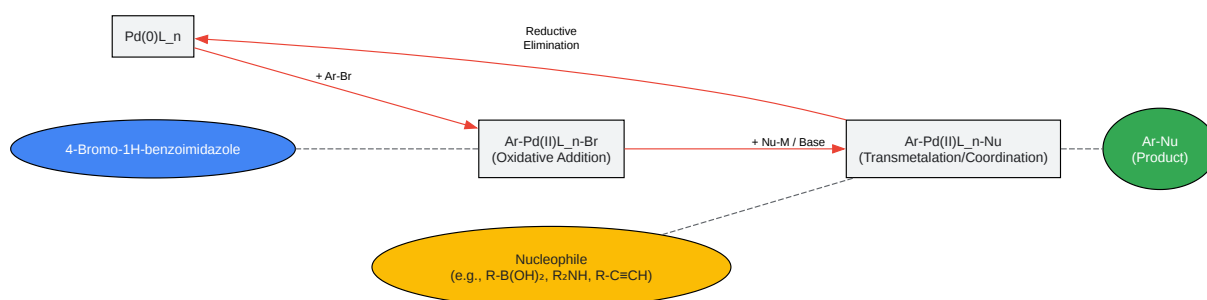 Pd(0)L_n
Reductive
Elimination
+ Ar-Br
4-Bromo-1H-benzoimidazole
Ar-Pd(II)L_n-Br
(Oxidative Addition)
+ Nu-M / Base
Ar-Pd(II)L_n-Nu
(Transmetalation/Coordination)
Ar-Nu
(Product)
Nucleophile
(e.g., R-B(OH)₂, R₂NH, R-C≡CH)